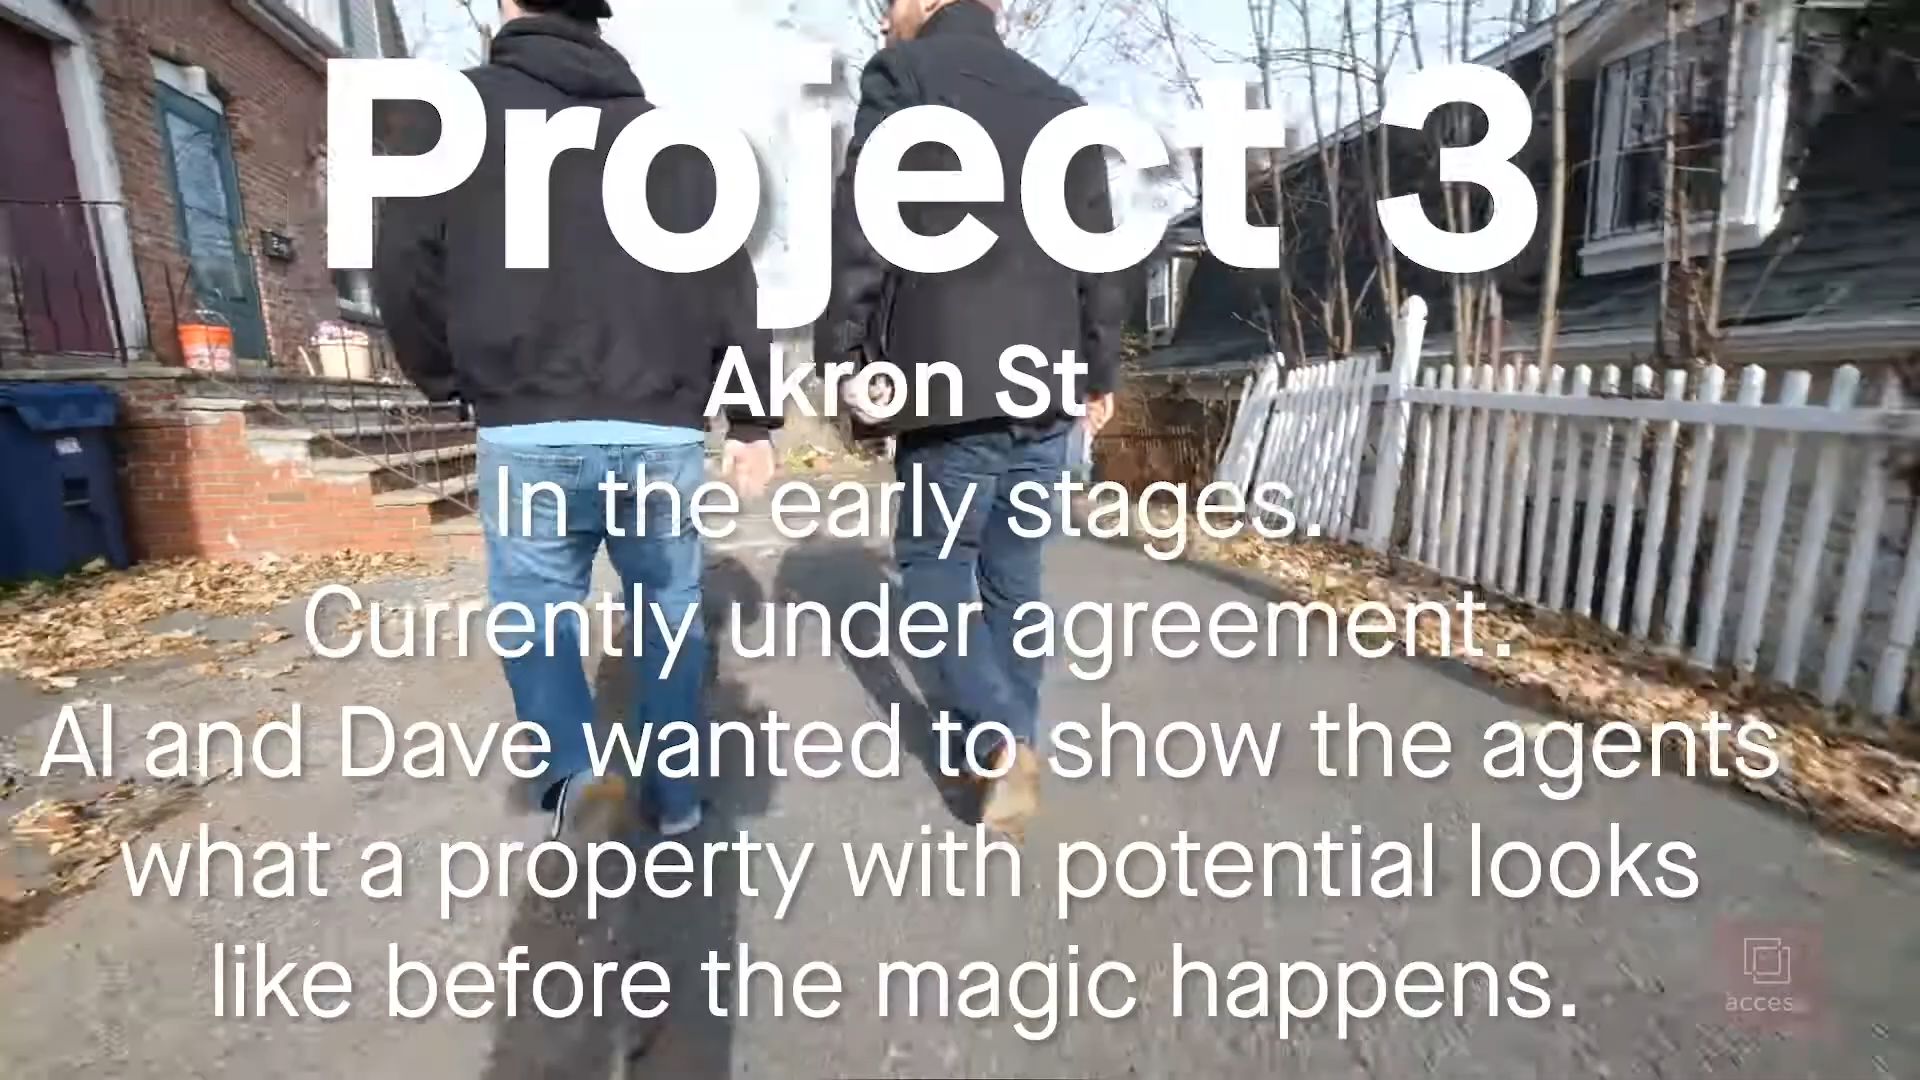 Project 3
Akron St
In the early stages.
Currently under agreement.
Al and Dave wanted to show the agents
what a property with potential looks
like before the magic happens.
acces